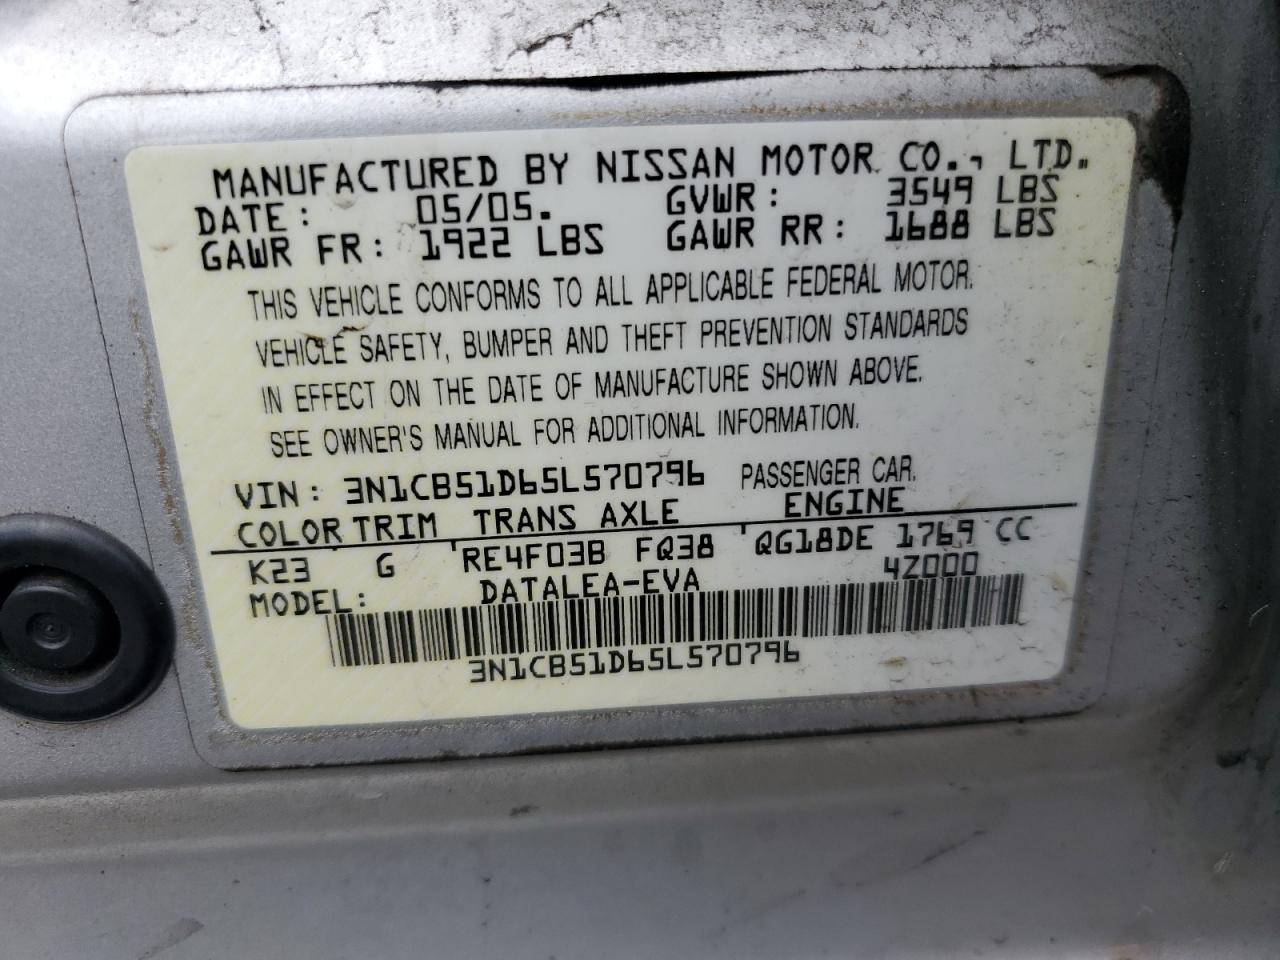 MANUFACTURED BY NISSAN MOTOR CO., LTD.
DATE: 05/05. GVWR: 3549 LBS
GAWR FR: 1922 LBS GAWR RR: 1688 LBS
THIS VEHICLE CONFORMS TO ALL APPLICABLE FEDERAL MOTOR.
VEHICLE SAFETY, BUMPER AND THEFT PREVENTION STANDARDS
IN EFFECT ON THE DATE OF MANUFACTURE SHOWN ABOVE.
SEE OWNER'S MANUAL FOR ADDITIONAL INFORMATION.
VIN: 3N1CB51D65L570796 PASSENGER CAR.
COLOR TRIM TRANS AXLE ENGINE
K23 G RE4F03B FQ38 QG18DE 1769 CC
MODEL: DATALEA-EVA 4Z000
3N1CB51D65L570796